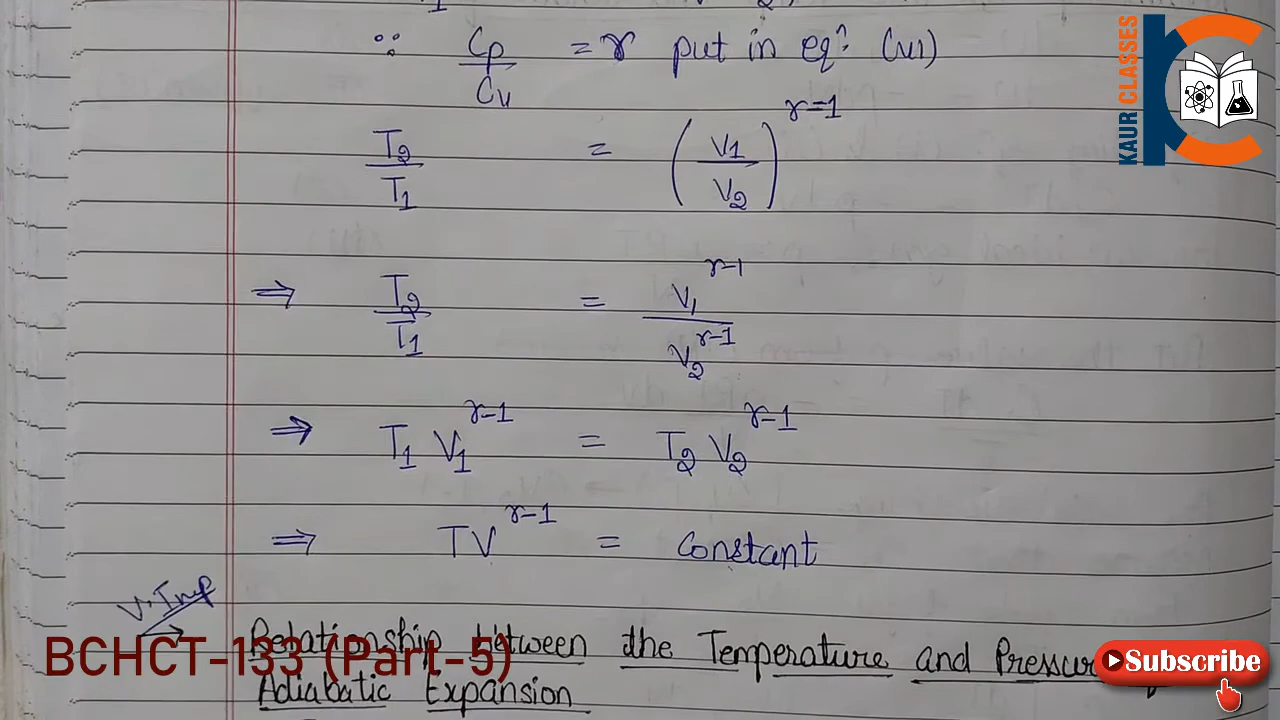 ∵ Cp/Cv = r put in eqⁿ: (VI)
KAUR CLASSES
T2/T1 = (V1/V2)^r=1
⇒ T2/T1 = V1^r-1/V2^r-1
⇒ T1 V1^r-1 = T2 V2^r-1
⇒ TV^r-1 = Constant
V. Imp
→ Relationship between the Temperature and
BCHCT-133 (Part-5)
Subscribe
Adiabatic Expansion